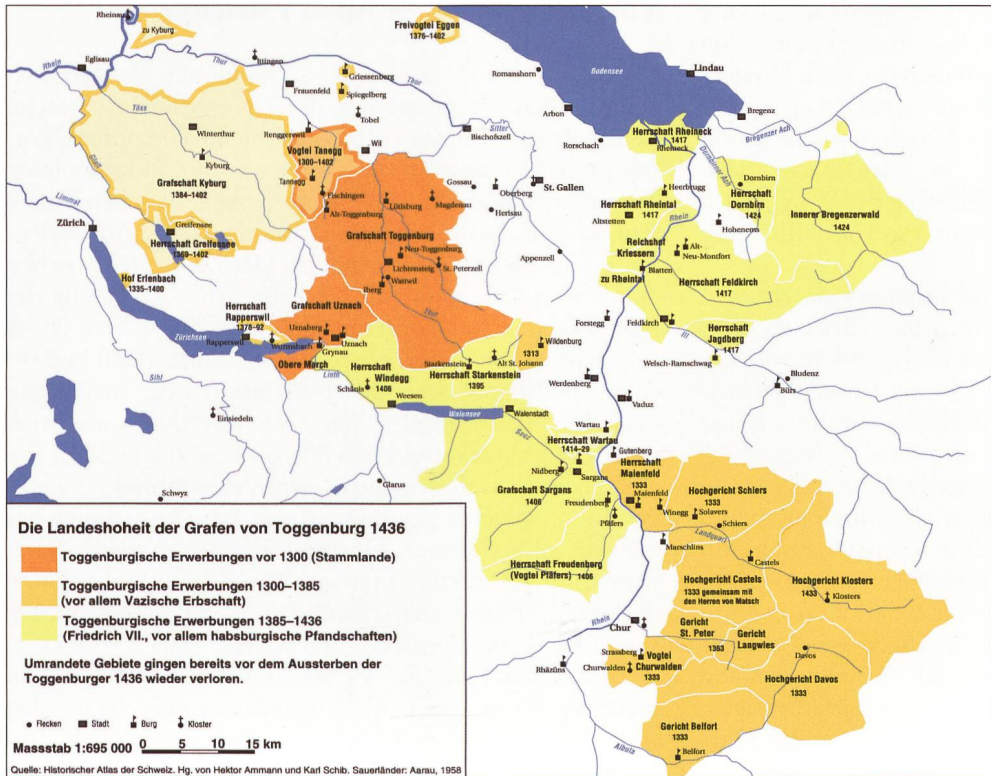 Rheinau
zu Kyburg
Freivogtei Eggen
1376–1402
Eglisau
Rhein
Thur
Ittingen
Griessenberg
Frauenfeld
Spiegelberg
Thur
Romanshorn
Bodensee
Lindau
Töss
Tobel
Arbon
Bregenz
Winterthur
Renggerswil
Sitter
Bischofszell
Bregenzer Ach
Glatt
Vogtei Tanegg
1300–1402
Wil
Rorschach
Herrschaft Rheineck
1417
Rheineck
Dornbirner Ach
Kyburg
Grafschaft Kyburg
1384–1402
Tannegg
Fischingen
Gossau
Oberberg
St. Gallen
Heerbrugg
Dornbirn
Herrschaft
Dornbirn
1424
Limmat
Lütisburg
Magdenau
Herisau
Herrschaft Rheintal
1417
Rhein
Innerer Bregenzerwald
1424
Zürich
Greifensee
Alt-Toggenburg
Altstetten
Hohenems
Herrschaft Greifensee
1369–1402
Grafschaft Toggenburg
Neu-Toggenburg
Appenzell
Reichshof
Kriessern
Alt-
Neu-Montfort
Hof Erlenbach
1335–1400
Lichtensteig
St. Peterzell
Wattwil
Iberg
Blatten
zu Rheintal
Herrschaft Feldkirch
1417
Herrschaft
Rapperswil
1378–92
Grafschaft Uznach
Thur
Forstegg
Feldkirch
Ill
Zürichsee
Rapperswil
Wurmsbach
Uznaberg
Uznach
Grynau
Wildenburg
1313
Herrschaft
Jagdberg
1417
Obere March
Linth
Herrschaft
Windegg
1406
Starkenstein
Alt St. Johann
Herrschaft Starkenstein
1395
Welsch-Ramschwag
Bludenz
Sihl
Schänis
Werdenberg
Bürs
Einsiedeln
Weesen
Walensee
Walenstadt
Vaduz
Seez
Wartau
Herrschaft Wartau
1414–29
Gutenberg
Nidberg
Sargans
Herrschaft
Maienfeld
1333
Schwyz
Glarus
Grafschaft Sargans
1406
Freudenberg
Maienfeld
Hochgericht Schiers
1333
Pfäfers
Winegg
Solavers
Schiers
Landquart
Marschlins
Castels
Herrschaft Freudenberg
(Vogtei Pfäfers) 1406
Hochgericht Castels
1333 gemeinsam mit
den Herren von Matsch
Hochgericht Klosters
1433
Klosters
Rhein
Chur
Gericht
St. Peter
1363
Gericht
Langwies
Strassberg
Vogtei
Churwalden
1333
Churwalden
Davos
Rhäzüns
Hochgericht Davos
1333
Gericht Belfort
1333
Belfort
Albula
Die Landeshoheit der Grafen von Toggenburg 1436
Toggenburgische Erwerbungen vor 1300 (Stammlande)
Toggenburgische Erwerbungen 1300–1385
(vor allem Vazische Erbschaft)
Toggenburgische Erwerbungen 1385–1436
(Friedrich VII., vor allem habsburgische Pfandschaften)
Umrandete Gebiete gingen bereits vor dem Aussterben der
Toggenburger 1436 wieder verloren.
Flecken Stadt Burg Kloster
Massstab 1:695 000 0 5 10 15 km
Quelle: Historischer Atlas der Schweiz. Hg. von Hektor Ammann und Karl Schib. Sauerländer: Aarau, 1958